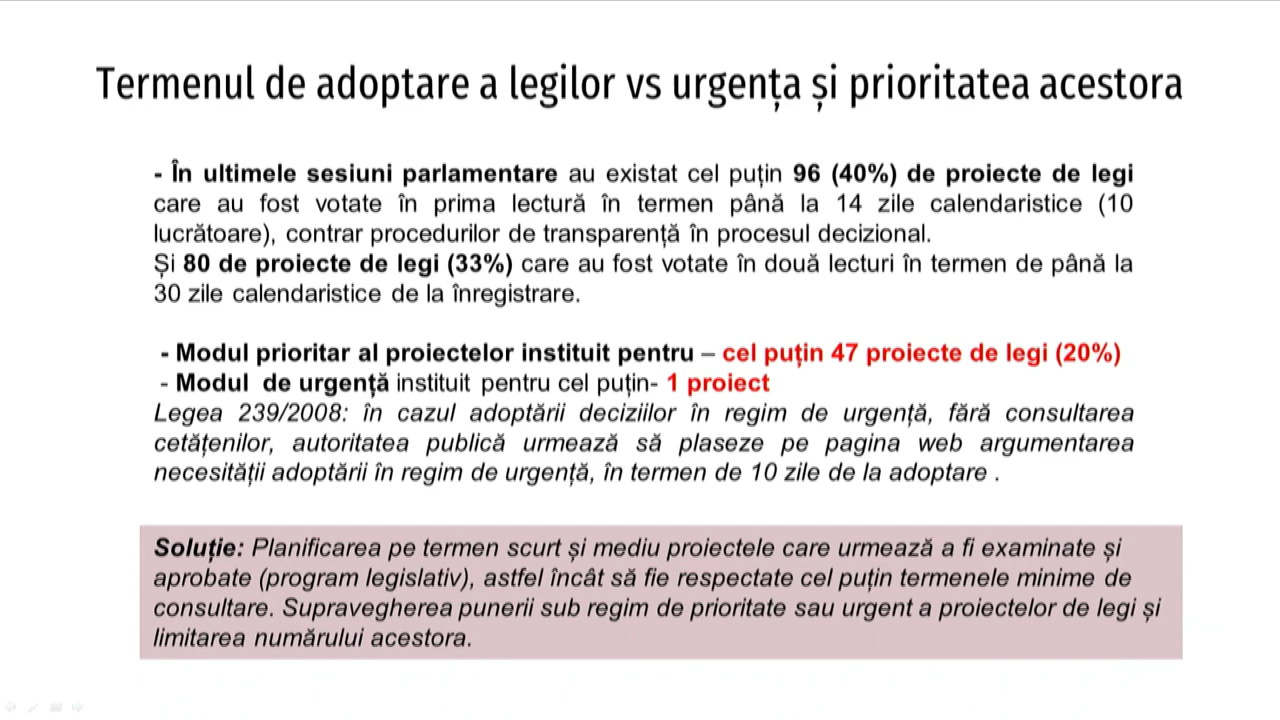 Termenul de adoptare a legilor vs urgența și prioritatea acestora
- În ultimele sesiuni parlamentare au existat cel puțin 96 (40%) de proiecte de legi
care au fost votate în prima lectură în termen până la 14 zile calendaristice (10
lucrătoare), contrar procedurilor de transparență în procesul decizional.
Și 80 de proiecte de legi (33%) care au fost votate în două lecturi în termen de până la
30 zile calendaristice de la înregistrare.
- Modul prioritar al proiectelor instituit pentru – cel puțin 47 proiecte de legi (20%)
- Modul de urgență instituit pentru cel puțin- 1 proiect
Legea 239/2008: în cazul adoptării deciziilor în regim de urgență, fără consultarea
cetățenilor, autoritatea publică urmează să plaseze pe pagina web argumentarea
necesității adoptării în regim de urgență, în termen de 10 zile de la adoptare .
Soluție: Planificarea pe termen scurt și mediu proiectele care urmează a fi examinate și
aprobate (program legislativ), astfel încât să fie respectate cel puțin termenele minime de
consultare. Supravegherea punerii sub regim de prioritate sau urgent a proiectelor de legi și
limitarea numărului acestora.